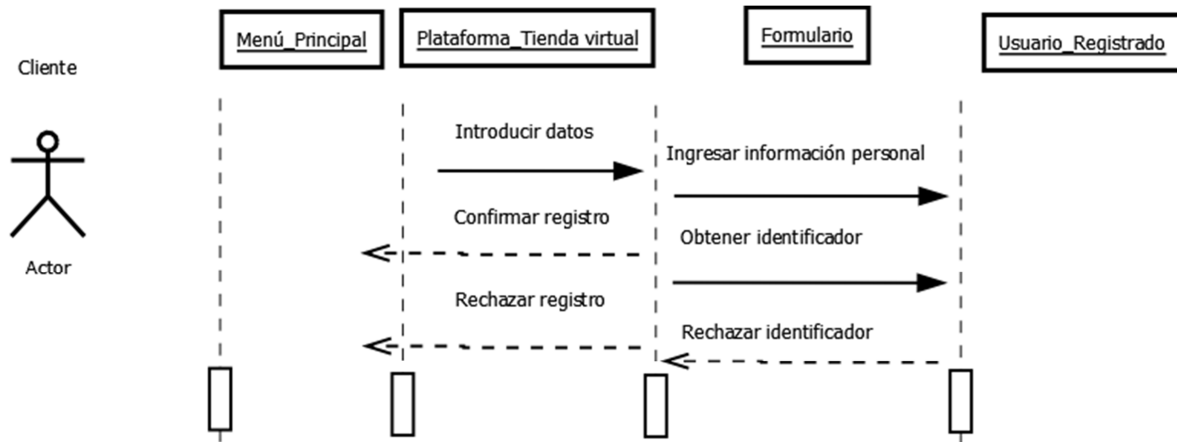 Menú_Principal
Plataforma_Tienda virtual
Formulario
Usuario_Registrado
Cliente
Introducir datos
Ingresar información personal
Confirmar registro
Obtener identificador
Actor
Rechazar registro
Rechazar identificador